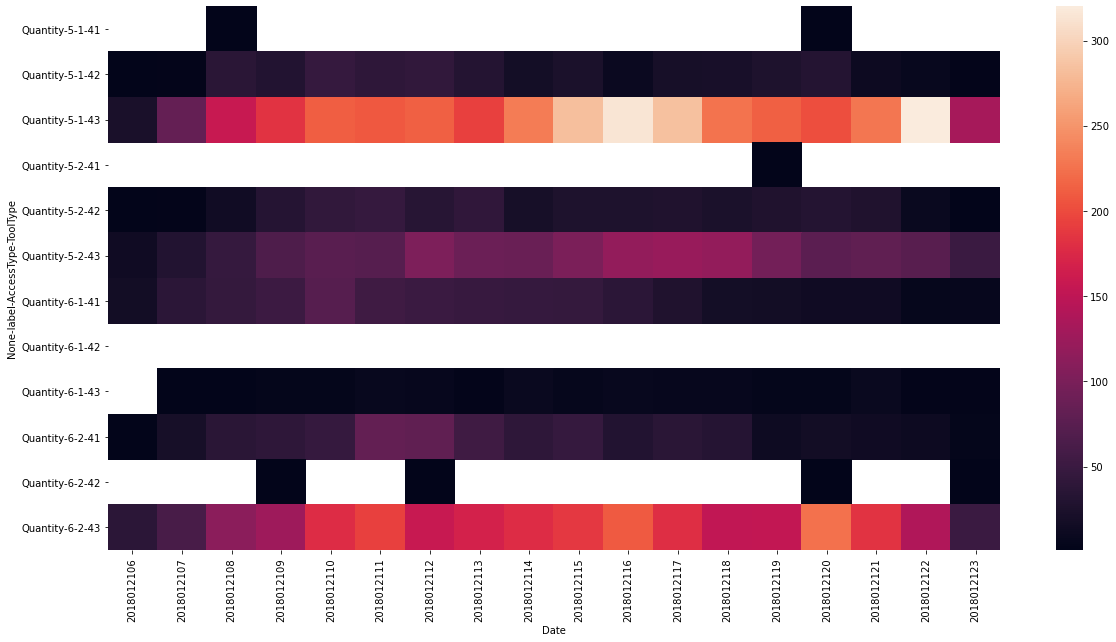 Quantity-5-1-41
Quantity-5-1-42
Quantity-5-1-43
Quantity-5-2-41
Quantity-5-2-42
Quantity-5-2-43
Quantity-6-1-41
Quantity-6-1-42
Quantity-6-1-43
Quantity-6-2-41
Quantity-6-2-42
Quantity-6-2-43
None-label-AccessType-ToolType
2018012106
2018012107
2018012108
2018012109
2018012110
2018012111
2018012112
2018012113
2018012114
2018012115
2018012116
2018012117
2018012118
2018012119
2018012120
2018012121
2018012122
2018012123
Date
300
250
200
150
100
50